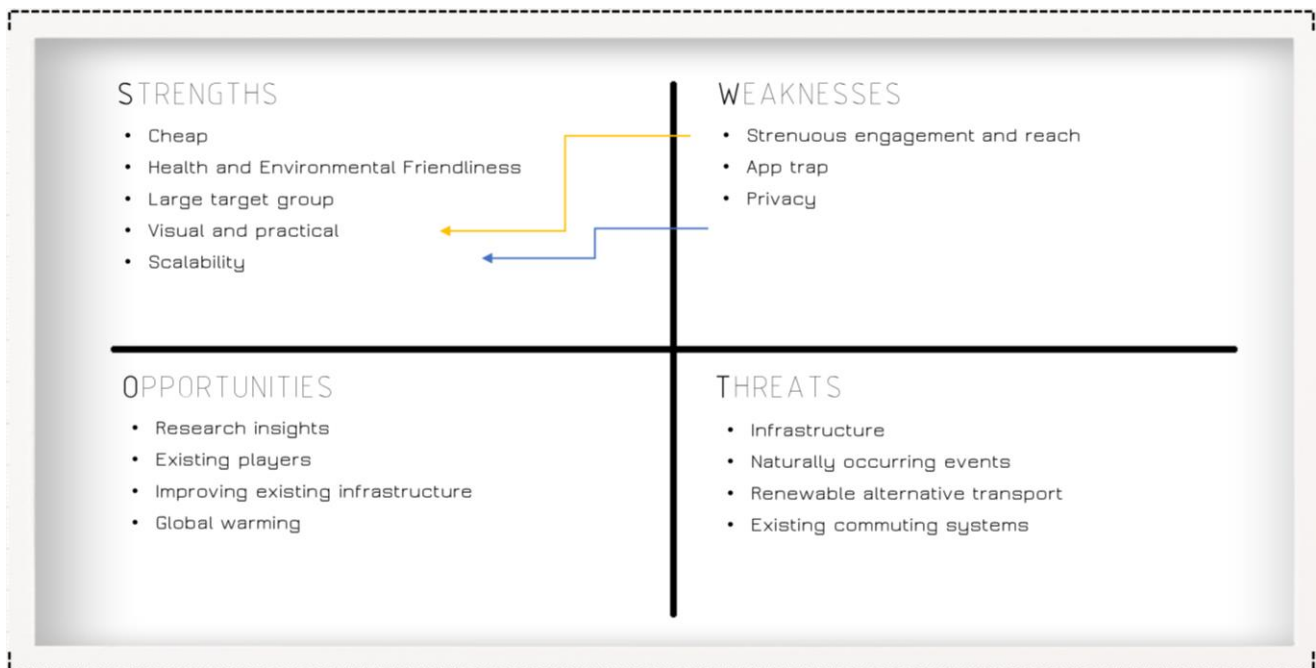 STRENGTHS
• Cheap
• Health and Environmental Friendliness
• Large target group
• Visual and practical
• Scalability
WEAKNESSES
• Strenuous engagement and reach
• App trap
• Privacy
OPPORTUNITIES
• Research insights
• Existing players
• Improving existing infrastructure
• Global warming
THREATS
• Infrastructure
• Naturally occurring events
• Renewable alternative transport
• Existing commuting systems